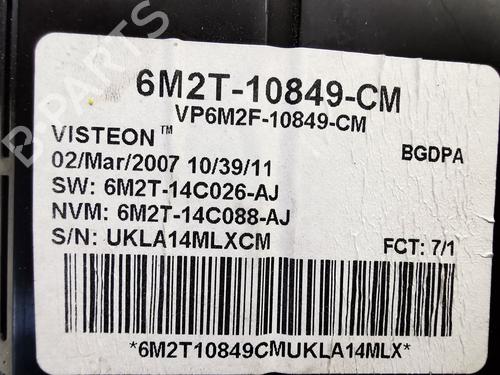 6M2T-10849-CM
VP6M2F-10849-CM
VISTEON™
BGDPA
02/Mar/2007 10/39/11
SW: 6M2T-14C026-AJ
NVM: 6M2T-14C088-AJ
S/N: UKLA14MLXCM
FCT: 7/1
*6M2T10849CMUKLA14MLX*
B-PARTS